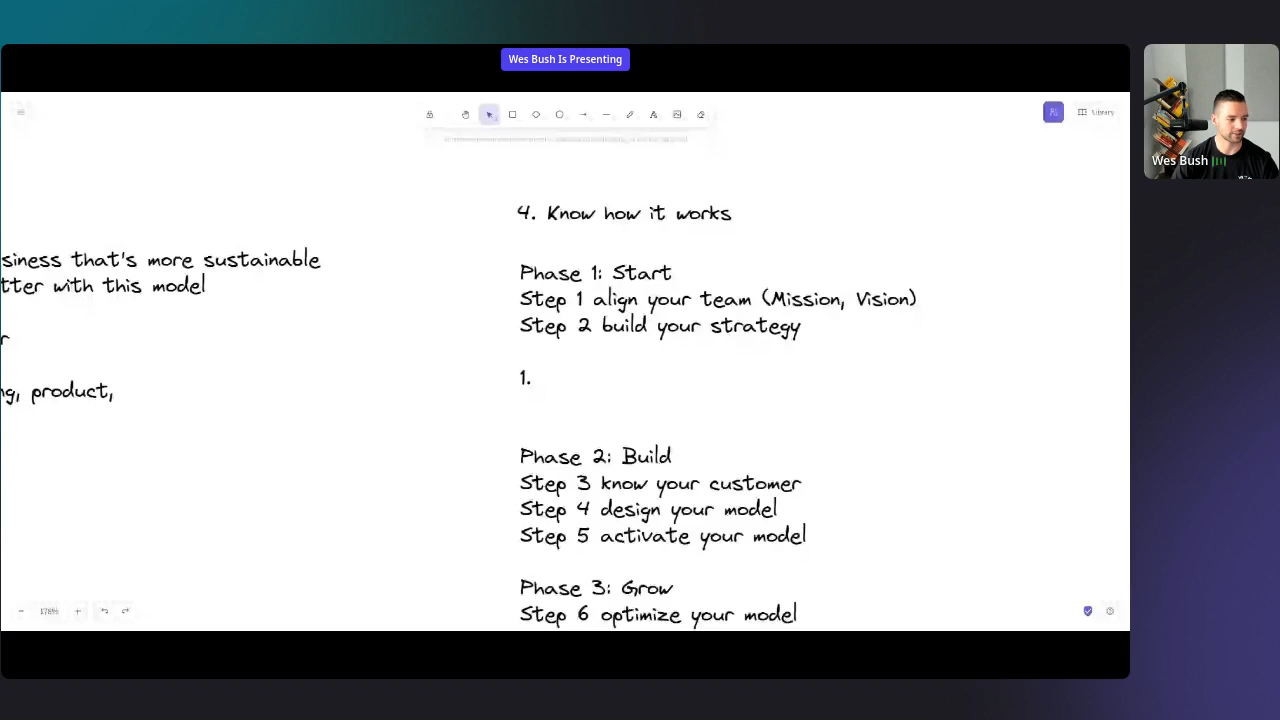 Wes Bush Is Presenting
Library
4. Know how it works
siness that's more sustainable
tter with this model
r
ng, product,
Phase 1: Start
Step 1 align your team (Mission, Vision)
Step 2 build your strategy
1.
Phase 2: Build
Step 3 know your customer
Step 4 design your model
Step 5 activate your model
Phase 3: Grow
Step 6 optimize your model
178%
Wes Bush